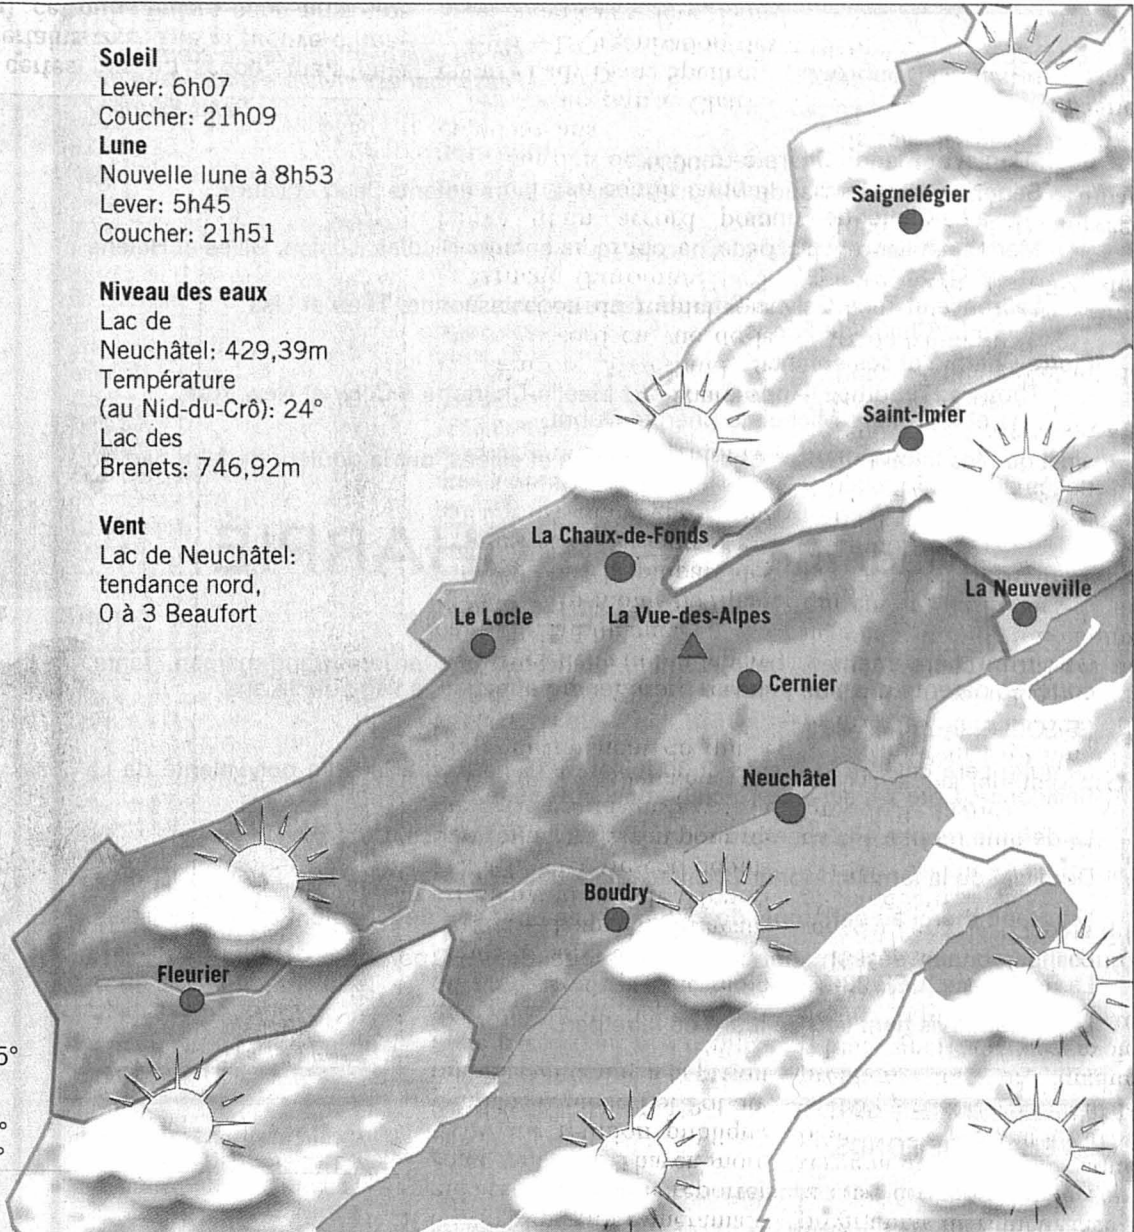 Soleil
Lever: 6h07
Coucher: 21h09
Lune
Nouvelle lune à 8h53
Lever: 5h45
Coucher: 21h51
Niveau des eaux
Lac de
Neuchâtel: 429,39m
Température
(au Nid-du-Crô): 24°
Lac des
Brenets: 746,92m
Vent
Lac de Neuchâtel:
tendance nord,
0 à 3 Beaufort
Saignelégier
Saint-Imier
La Chaux-de-Fonds
La Neuveville
Le Locle
La Vue-des-Alpes
Cernier
Neuchâtel
Boudry
Fleurier
5°
°
°